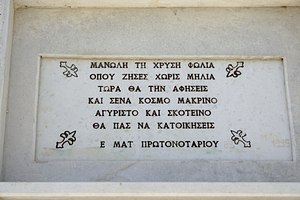 ΜΑΝΩΛΗ ΤΗ ΧΡΥΣΗ ΦΩΛΙΑ
ΟΠΟΥ ΖΗΣΕΣ ΧΩΡΙΣ ΜΗΛΙΑ
ΤΩΡΑ ΘΑ ΤΗΝ ΑΦΗΣΕΙΣ
ΚΑΙ ΣΕΝΑ ΚΟΣΜΟ ΜΑΚΡΙΝΟ
ΑΓΥΡΙΣΤΟ ΚΑΙ ΣΚΟΤΕΙΝΟ
ΘΑ ΠΑΣ ΝΑ ΚΑΤΟΙΚΗΣΕΙΣ
Ε ΜΑΤ ΠΡΩΤΟΝΟΤΑΡΙΟΥ